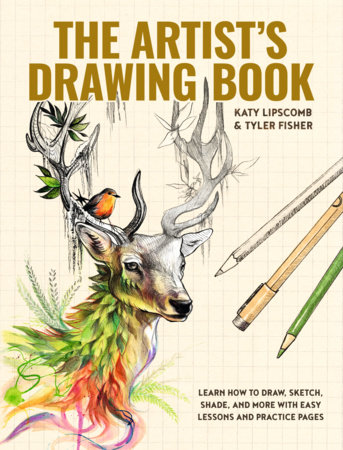 THE ARTIST'S
DRAWING BOOK
KATY LIPSCOMB
& TYLER FISHER
LEARN HOW TO DRAW, SKETCH,
SHADE, AND MORE WITH EASY
LESSONS AND PRACTICE PAGES